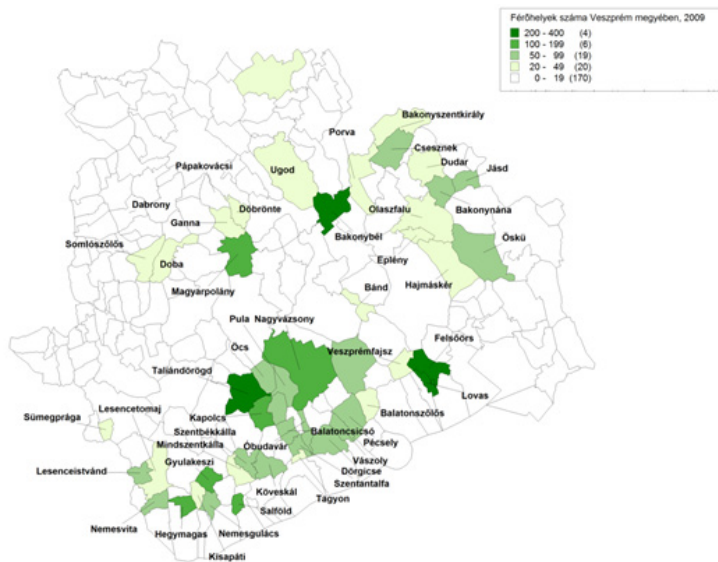 Férőhelyek száma Veszprém megyében, 2009
200 - 400 (4)
100 - 199 (6)
50 - 99 (19)
20 - 49 (20)
0 - 19 (170)
Bakonyszentkirály
Porva
Csesznek
Dudar
Pápakovácsi
Ugod
Jásd
Dabrony
Döbrönte
Olaszfalu
Bakonynána
Ganna
Bakonybél
Öskü
Somlószőlős
Doba
Eplény
Magyarpolány
Bánd
Hajmáskér
Pula
Nagyvázsony
Felsőörs
Öcs
Veszprémfajsz
Taliándörögd
Lovas
Lesencetomaj
Kapolcs
Balatonszőlős
Sümegprága
Szentbékkálla
Balatoncsicsó
Mindszentkálla
Óbudavár
Pécsely
Gyulakeszi
Vászoly
Lesenceistvánd
Dörgicse
Köveskál
Szentantalfa
Tagyon
Salföld
Nemesvita
Hegymagas
Nemesgulács
Kisapáti